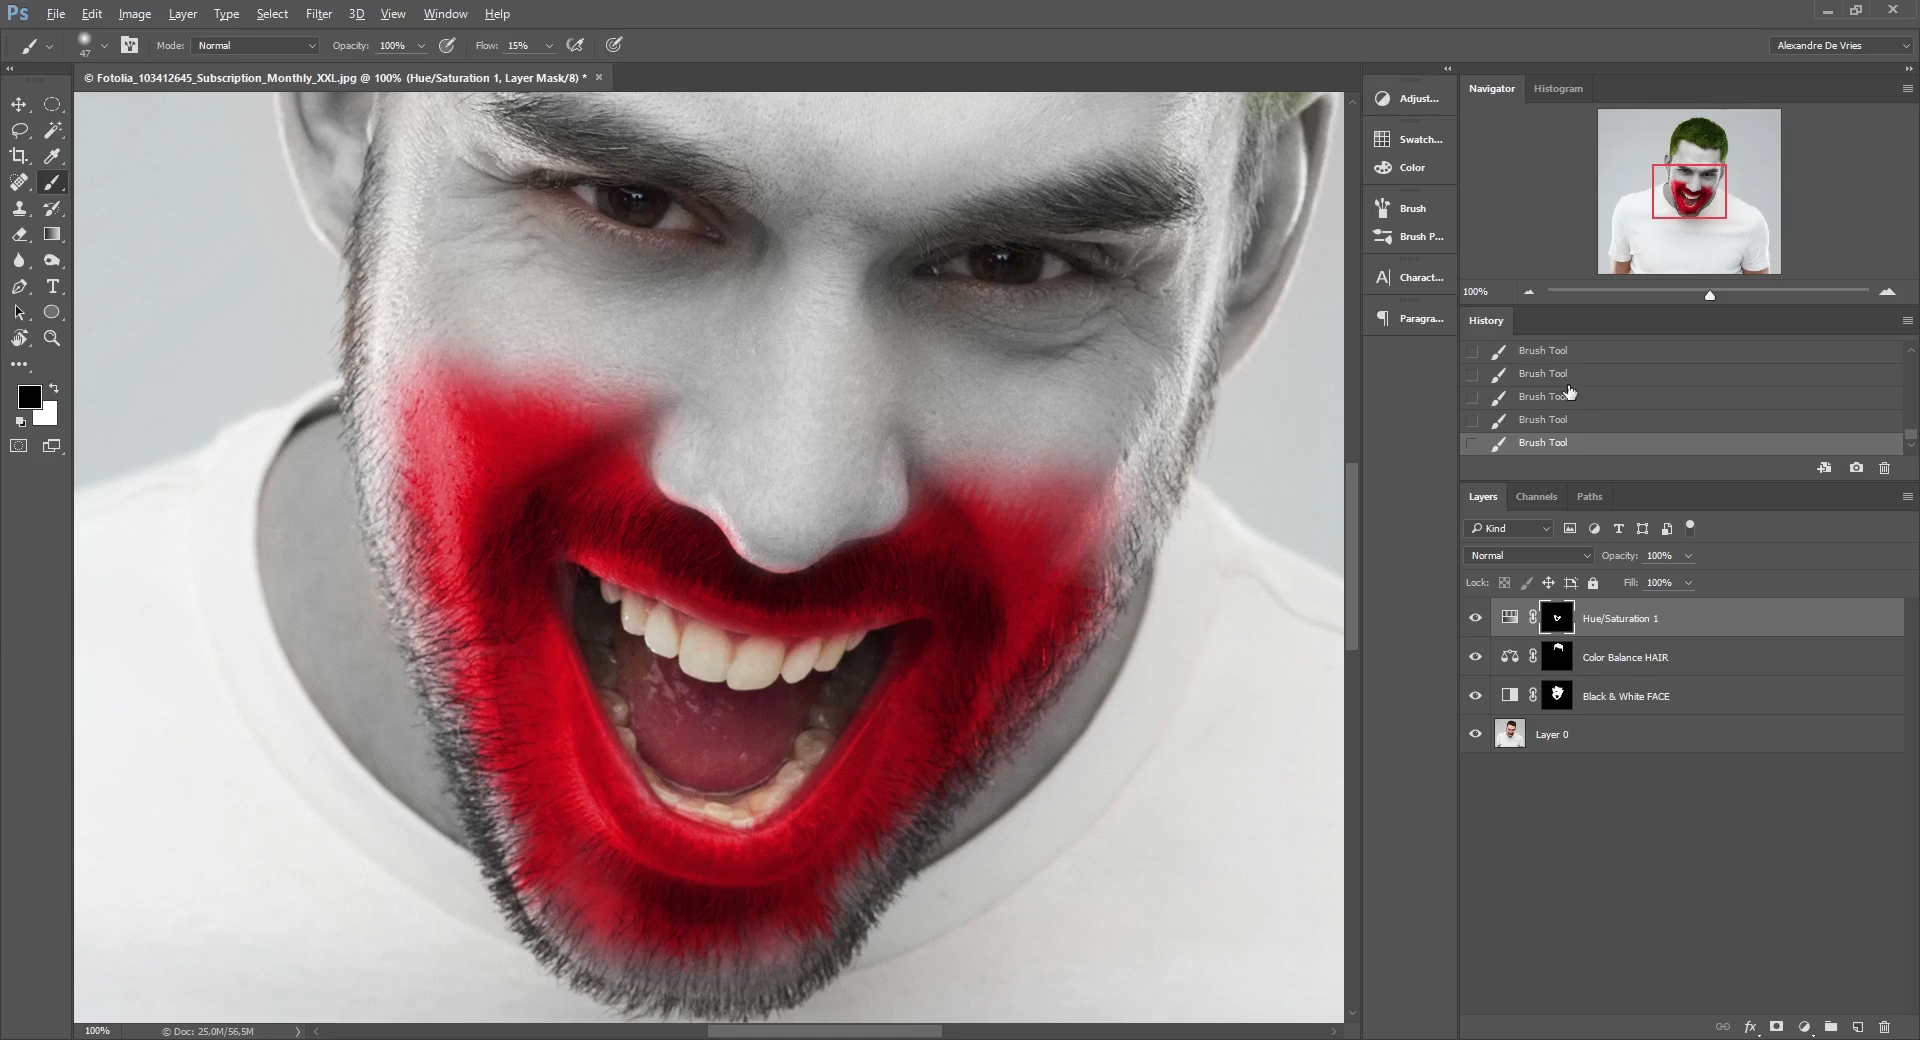 Ps File Edit Image Layer Type Select Filter 3D View Window Help
47 Mode: Normal Opacity: 100% Flow: 15% Alexandre De Vries
© Fotolia_103412645_Subscription_Monthly_XXL.jpg @ 100% (Hue/Saturation 1, Layer Mask/8) * ×
Adjust...
Swatch...
Color
Brush
Brush P...
Charact...
Paragra...
Navigator Histogram
100%
History
Brush Tool
Brush Tool
Brush Tool
Brush Tool
Brush Tool
Layers Channels Paths
Kind
Normal Opacity: 100%
Lock: Fill: 100%
Hue/Saturation 1
Color Balance HAIR
Black & White FACE
Layer 0
fx
100% © Doc: 25,0M/56,5M